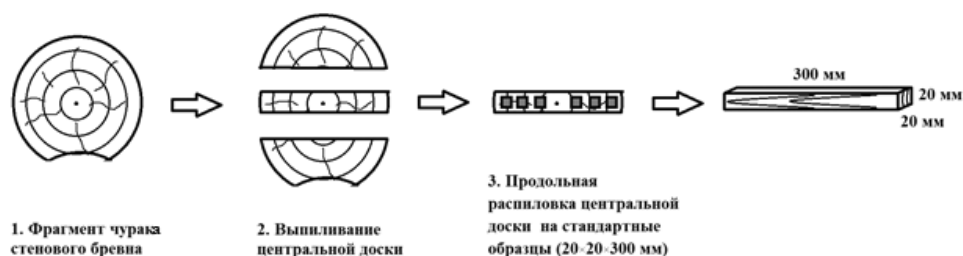 300 мм
20 мм
20 мм
1. Фрагмент чурака
стенового бревна
2. Выпиливание
центральной доски
3. Продольная
распиловка центральной
доски на стандартные
образцы (20×20×300 мм)